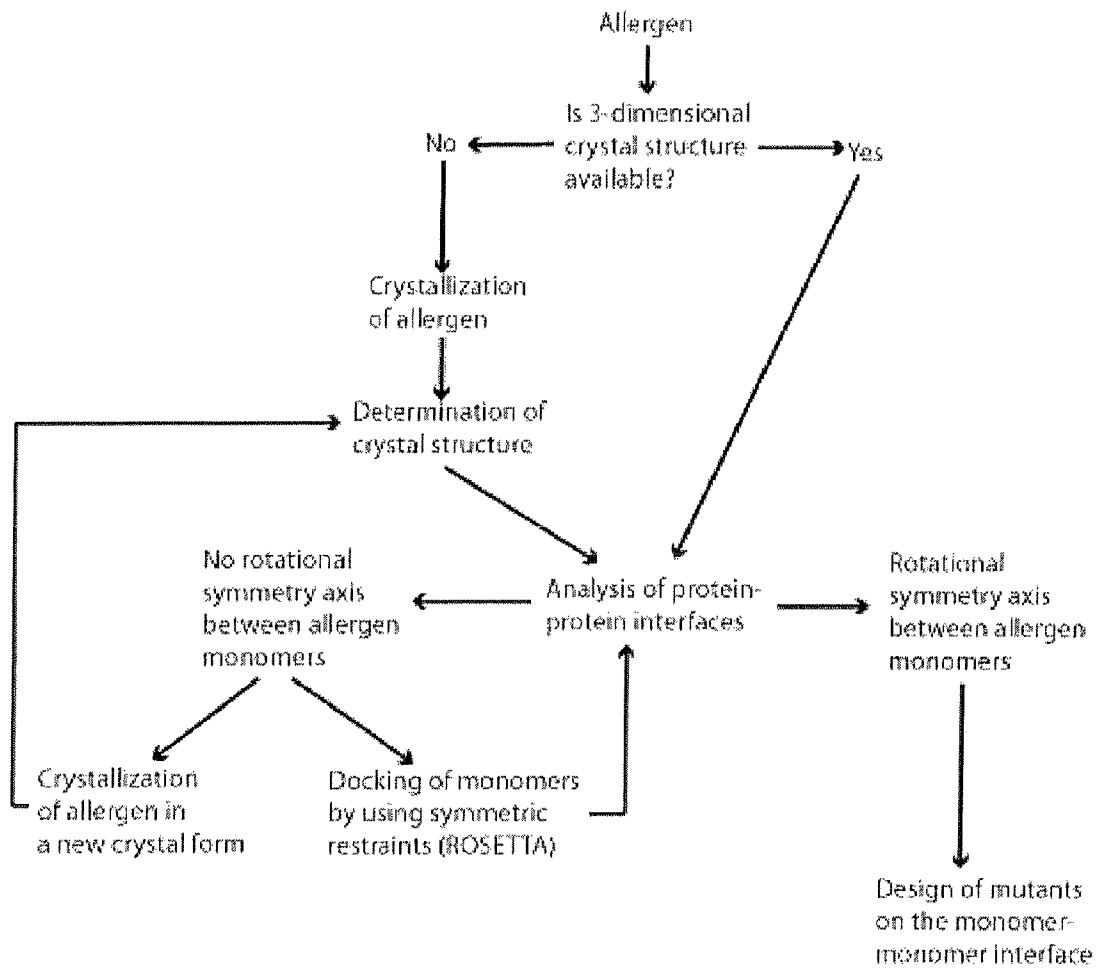 Allergen
Is 3-dimensional
crystal structure
available?
No
Yes
Crystallization
of allergen
Determination of
crystal structure
No rotational
symmetry axis
between allergen
monomers
Analysis of protein-
protein interfaces
Rotational
symmetry axis
between allergen
monomers
Crystallization
of allergen in
a new crystal form
Docking of monomers
by using symmetric
restraints (ROSETTA)
Design of mutants
on the monomer-
monomer interface